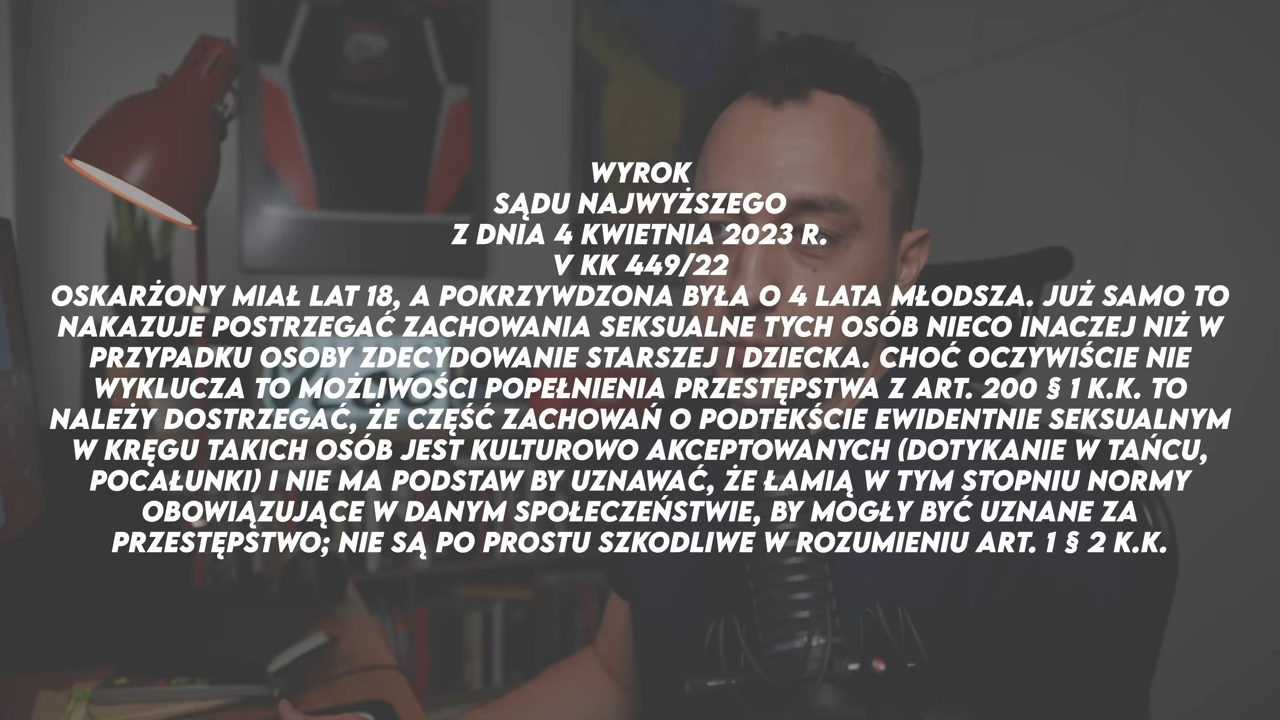 WYROK
SĄDU NAJWYŻSZEGO
Z DNIA 4 KWIETNIA 2023 R.
V KK 449/22
OSKARŻONY MIAŁ LAT 18, A POKRZYWDZONA BYŁA O 4 LATA MŁODSZA. JUŻ SAMO TO
NAKAZUJE POSTRZEGAĆ ZACHOWANIA SEKSUALNE TYCH OSÓB NIECO INACZEJ NIŻ W
PRZYPADKU OSOBY ZDECYDOWANIE STARSZEJ I DZIECKA. CHOĆ OCZYWIŚCIE NIE
WYKLUCZA TO MOŻLIWOŚCI POPEŁNIENIA PRZESTĘPSTWA Z ART. 200 § 1 K.K. TO
NALEŻY DOSTRZEGAĆ, ŻE CZĘŚĆ ZACHOWAŃ O PODTEKŚCIE EWIDENTNIE SEKSUALNYM
W KRĘGU TAKICH OSÓB JEST KULTUROWO AKCEPTOWANYCH (DOTYKANIE W TAŃCU,
POCAŁUNKI) I NIE MA PODSTAW BY UZNAWAĆ, ŻE ŁAMIĄ W TYM STOPNIU NORMY
OBOWIĄZUJĄCE W DANYM SPOŁECZEŃSTWIE, BY MOGŁY BYĆ UZNANE ZA
PRZESTĘPSTWO; NIE SĄ PO PROSTU SZKODLIWE W ROZUMIENIU ART. 1 § 2 K.K.